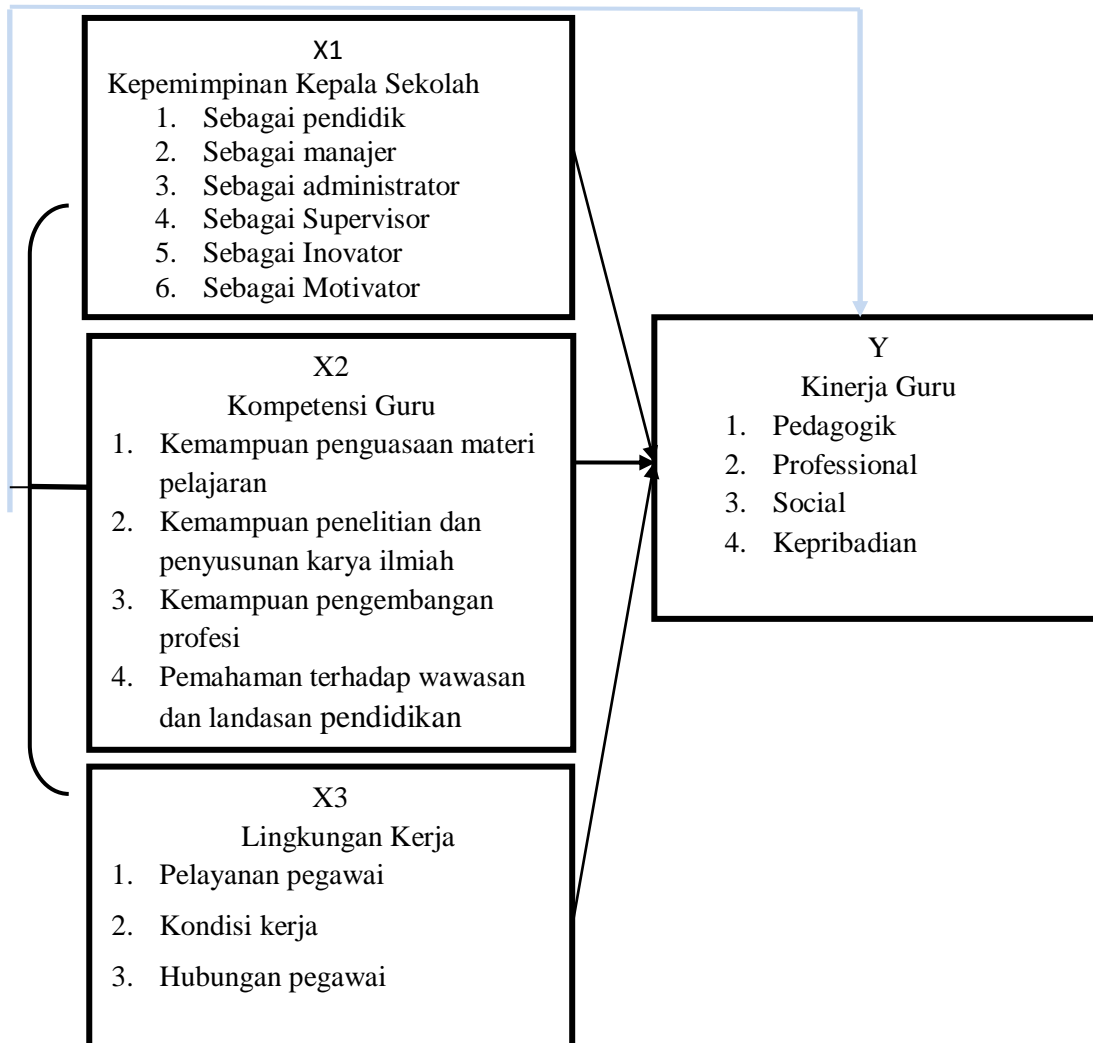 X1
Kepemimpinan Kepala Sekolah
1. Sebagai pendidik
2. Sebagai manajer
3. Sebagai administrator
4. Sebagai Supervisor
5. Sebagai Inovator
6. Sebagai Motivator
X2
Kompetensi Guru
1. Kemampuan penguasaan materi
pelajaran
2. Kemampuan penelitian dan
penyusunan karya ilmiah
3. Kemampuan pengembangan
profesi
4. Pemahaman terhadap wawasan
dan landasan pendidikan
X3
Lingkungan Kerja
1. Pelayanan pegawai
2. Kondisi kerja
3. Hubungan pegawai
Y
Kinerja Guru
1. Pedagogik
2. Professional
3. Social
4. Kepribadian